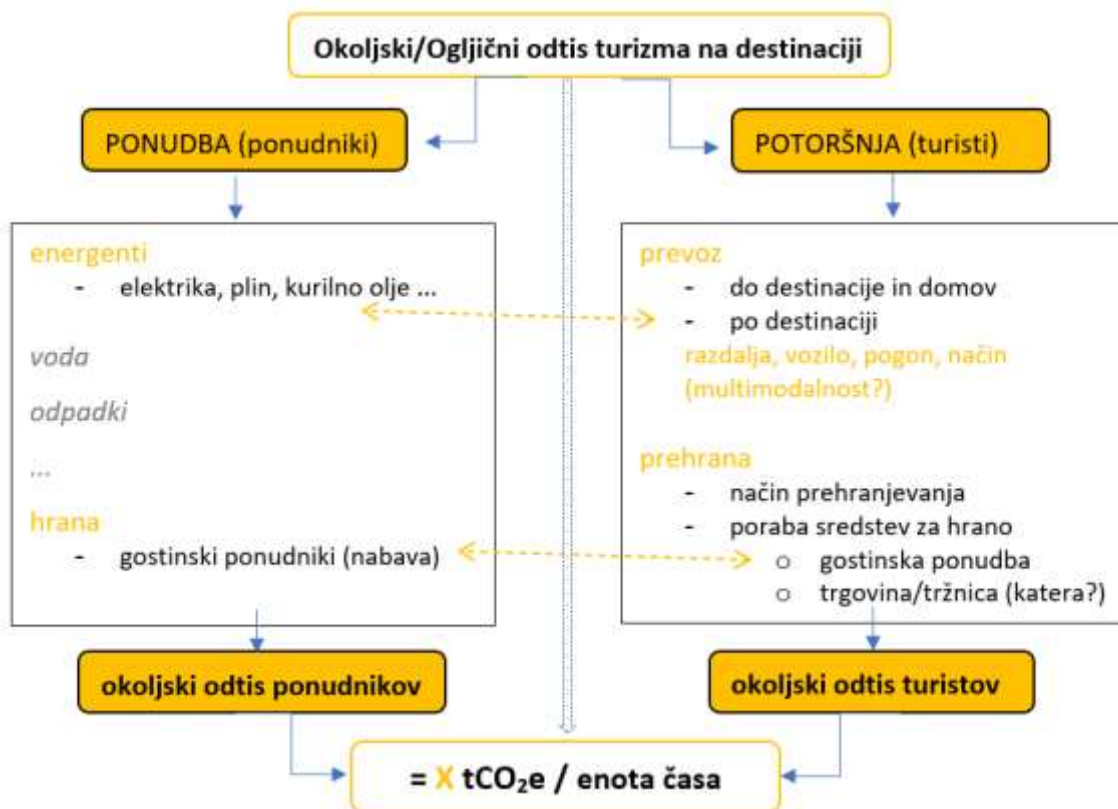 Okoljski/Ogljični odtis turizma na destinaciji
PONUDBA (ponudniki)
POTORŠNJA (turisti)
energenti
- elektrika, plin, kurilno olje ...
voda
odpadki
...
hrana
- gostinski ponudniki (nabava)
prevoz
- do destinacije in domov
- po destinaciji
razdalja, vozilo, pogon, način
(multimodalnost?)
prehrana
- način prehranjevanja
- poraba sredstev za hrano
o gostinska ponudba
o trgovina/tržnica (katera?)
okoljski odtis ponudnikov
okoljski odtis turistov
= X tCO₂e / enota časa